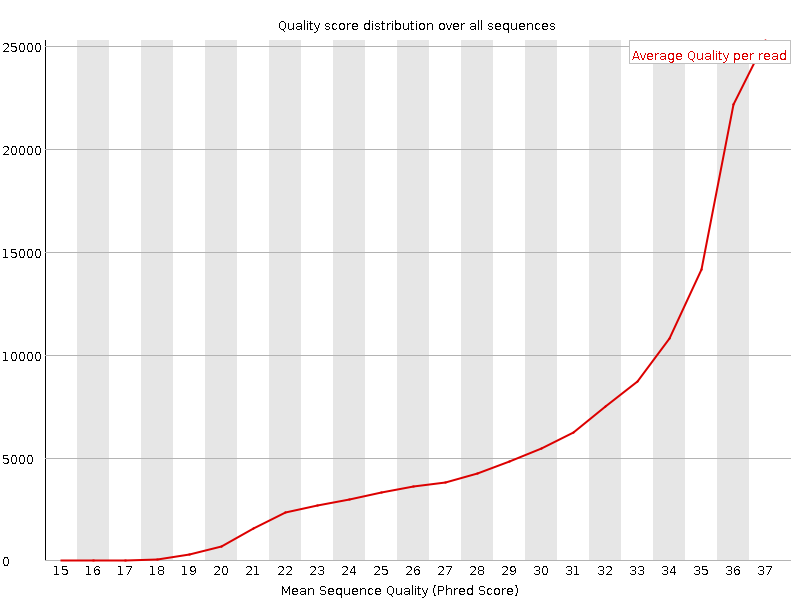 Quality score distribution over all sequences
Average Quality per read
25000
20000
15000
10000
5000
0
15 16 17 18 19 20 21 22 23 24 25 26 27 28 29 30 31 32 33 34 35 36 37
Mean Sequence Quality (Phred Score)